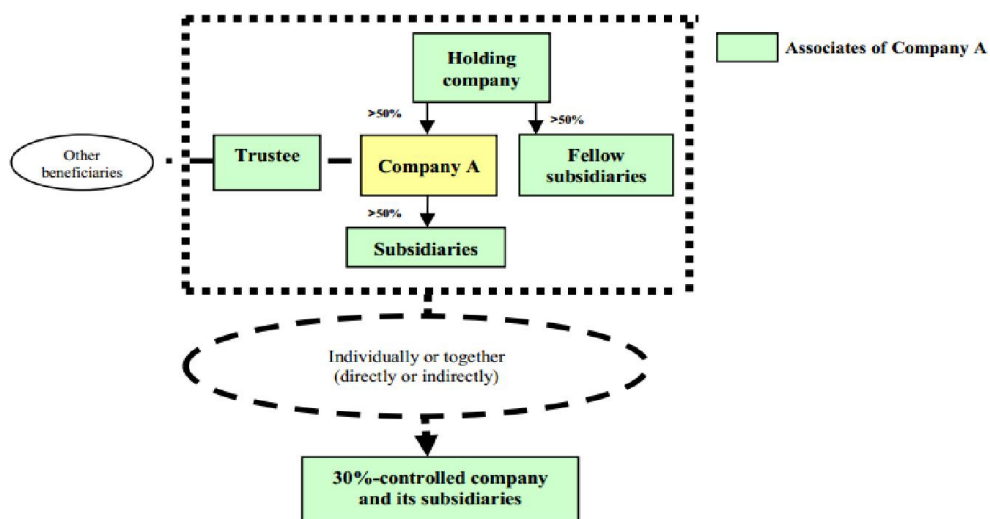 Associates of Company A
Holding
company
>50%
>50%
Other
beneficiaries
Trustee
Company A
Fellow
subsidiaries
>50%
Subsidiaries
Individually or together
(directly or indirectly)
30%-controlled company
and its subsidiaries